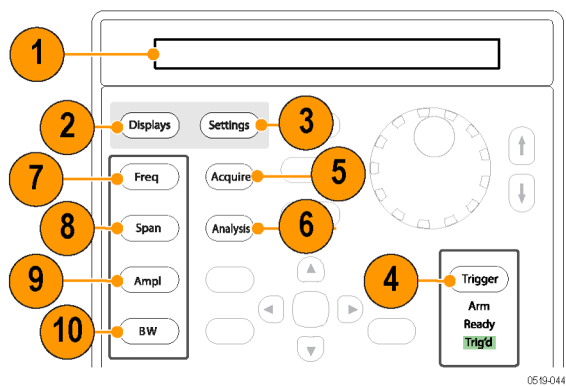 1
2
Displays
Settings
3
7
Freq
Acquire
5
8
Span
Analysis
6
9
Ampl
4
Trigger
Arm
Ready
Trig'd
10
BW
0519-044